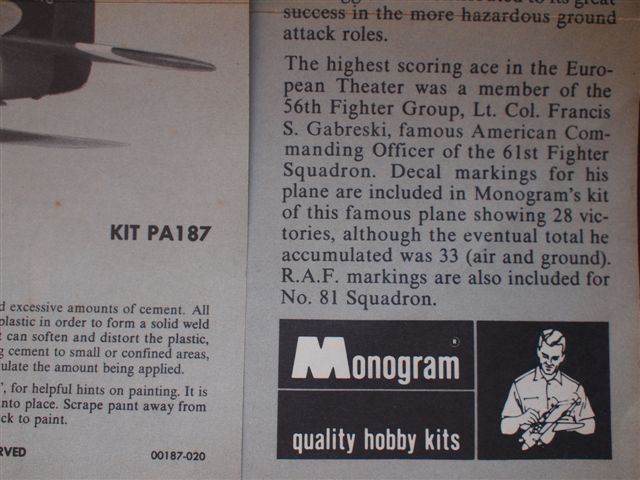 KIT PA187
excessive amounts of cement. All
plastic in order to form a solid weld
can soften and distort the plastic,
cement to small or confined areas,
ulate the amount being applied.
', for helpful hints on painting. It is
nto place. Scrape paint away from
ck to paint.
RVED 00187-020
to its great
success in the more hazardous ground
attack roles.
The highest scoring ace in the Euro-
pean Theater was a member of the
56th Fighter Group, Lt. Col. Francis
S. Gabreski, famous American Com-
manding Officer of the 61st Fighter
Squadron. Decal markings for his
plane are included in Monogram's kit
of this famous plane showing 28 vic-
tories, although the eventual total he
accumulated was 33 (air and ground).
R.A.F. markings are also included for
No. 81 Squadron.
Monogram®
quality hobby kits